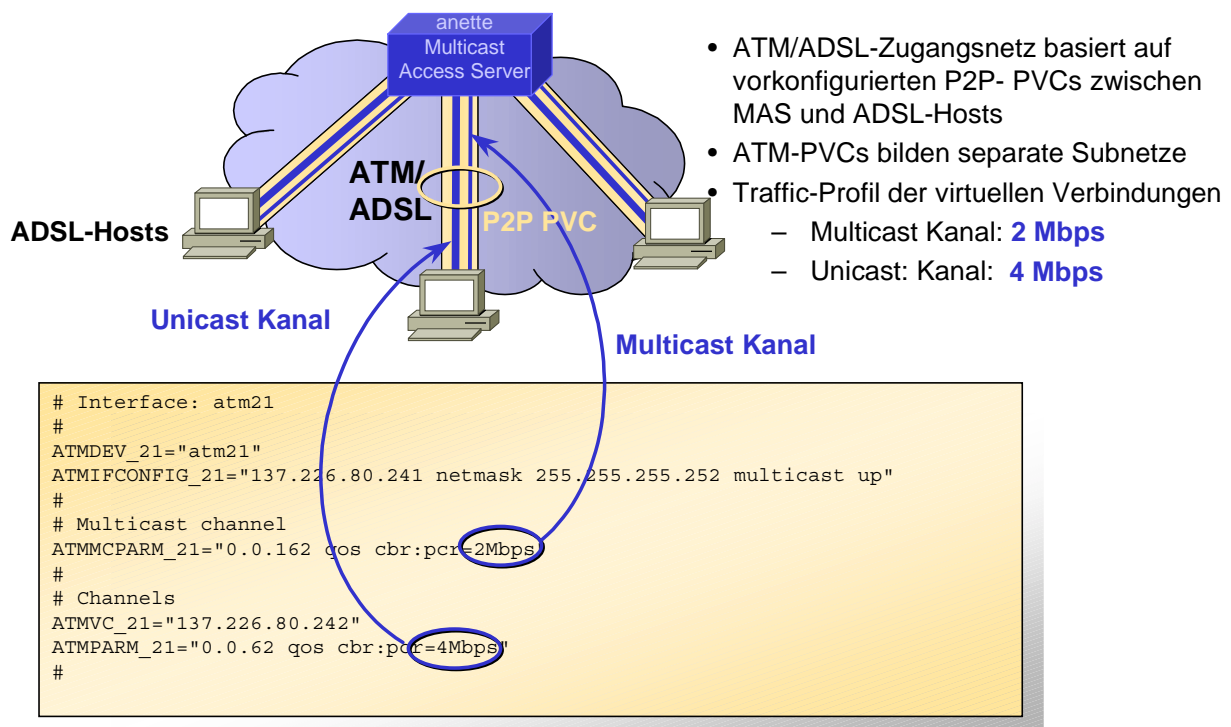 anette
Multicast
Access Server
ATM/
ADSL
P2P PVC
ADSL-Hosts
Unicast Kanal
Multicast Kanal
• ATM/ADSL-Zugangsnetz basiert auf
vorkonfigurierten P2P- PVCs zwischen
MAS und ADSL-Hosts
• ATM-PVCs bilden separate Subnetze
• Traffic-Profil der virtuellen Verbindungen
– Multicast Kanal: 2 Mbps
– Unicast: Kanal: 4 Mbps
# Interface: atm21
#
ATMDEV_21="atm21"
ATMIFCONFIG_21="137.226.80.241 netmask 255.255.255.252 multicast up"
#
# Multicast channel
ATMMCPARM_21="0.0.162 qos cbr:pcr=2Mbps"
#
# Channels
ATMVC_21="137.226.80.242"
ATMPARM_21="0.0.62 qos cbr:pcr=4Mbps"
#